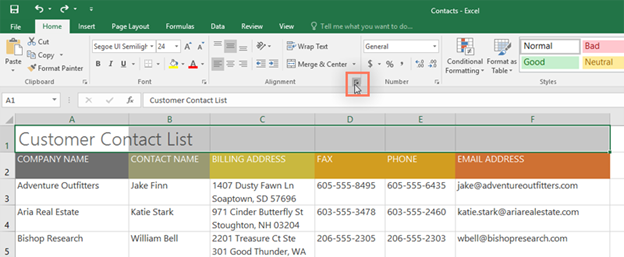 Contacts - Excel
File Home Insert Page Layout Formulas Data Review View Tell me what you want to do...
Paste Cut Copy Format Painter
Segoe UI Semiligh 24 A A
B I U A
Wrap Text
Merge & Center
General
$ % , .0 .00 .00 .0
Conditional Formatting Format as Table
Normal Bad
Good Neutral
Clipboard Font Alignment Number Styles
A1 fx Customer Contact List
A B C D E F
1 Customer Contact List
2 COMPANY NAME CONTACT NAME BILLING ADDRESS FAX PHONE EMAIL ADDRESS
3 Adventure Outfitters Jake Finn 1407 Dusty Fawn Ln 605-555-8495 605-555-6435 jake@adventureoutfitters.com
Soaptown, SD 57696
4 Aria Real Estate Katie Stark 971 Cinder Butterfly St 603-555-3478 603-555-2460 katie.stark@ariarealestate.com
Stoughton, NH 03204
5 Bishop Research William Bell 2201 Treasure Ct Ste 206-555-2305 206-555-2303 wbell@bishopresearch.com
301 Good Thunder, WA